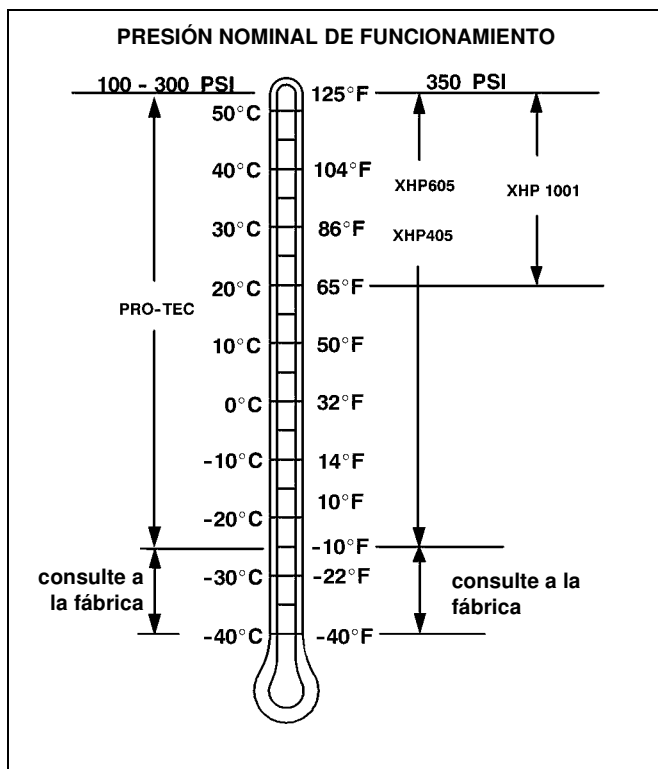 PRESIÓN NOMINAL DE FUNCIONAMIENTO
100 - 300 PSI
350 PSI
125°F
50°C
40°C
104°F
XHP605
XHP 1001
30°C
86°F
XHP405
20°C
65°F
PRO-TEC
10°C
50°F
0°C
32°F
-10°C
14°F
10°F
-20°C
-10°F
consulte a
la fábrica
-30°C
-22°F
consulte a la
fábrica
-40°C
-40°F